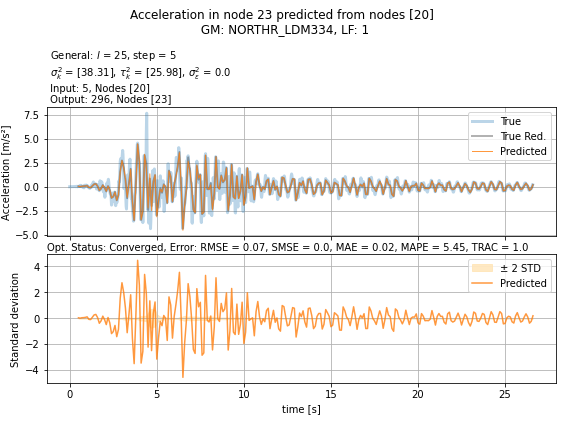 Acceleration in node 23 predicted from nodes [20]
GM: NORTHR_LDM334, LF: 1
General: l = 25, step = 5
σ²ₖ = [38.31], τ²ₖ = [25.98], σ²ε = 0.0
Input: 5, Nodes [20]
Output: 296, Nodes [23]
Acceleration [m/s²]
7.5
5.0
2.5
0.0
−2.5
−5.0
True
True Red.
Predicted
Opt. Status: Converged, Error: RMSE = 0.07, SMSE = 0.0, MAE = 0.02, MAPE = 5.45, TRAC = 1.0
Standard deviation
4
2
0
−2
−4
± 2 STD
Predicted
0 5 10 15 20 25
time [s]